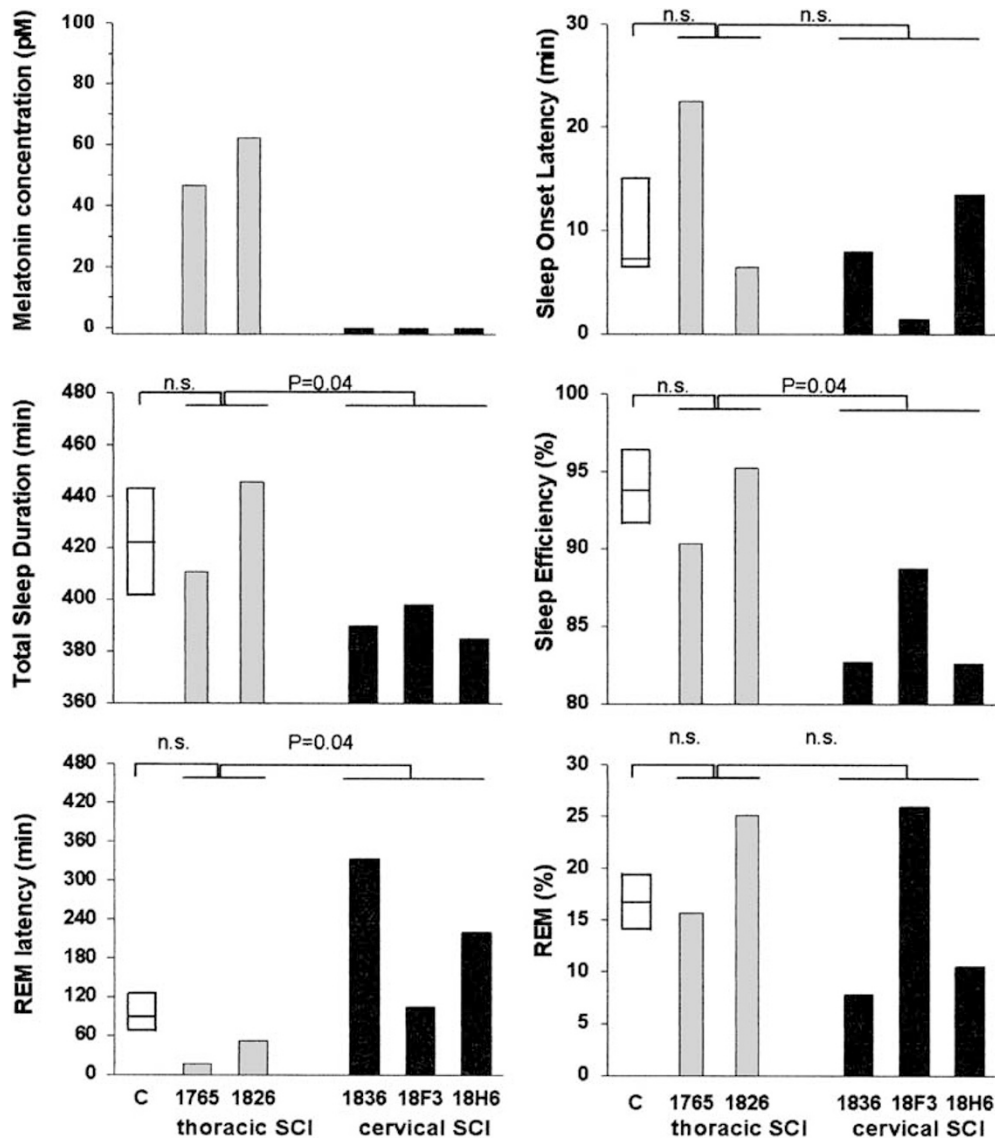 Melatonin concentration (pM)
100
80
60
40
20
0
Sleep Onset Latency (min)
n.s. n.s.
30
20
10
0
Total Sleep Duration (min)
n.s. P=0.04
480
460
440
420
400
380
360
Sleep Efficiency (%)
n.s. P=0.04
100
95
90
85
80
REM latency (min)
n.s. P=0.04
480
420
360
300
240
180
120
60
0
C 1765 1826 1836 18F3 18H6
thoracic SCI cervical SCI
REM (%)
n.s. n.s.
30
25
20
15
10
5
0
C 1765 1826 1836 18F3 18H6
thoracic SCI cervical SCI